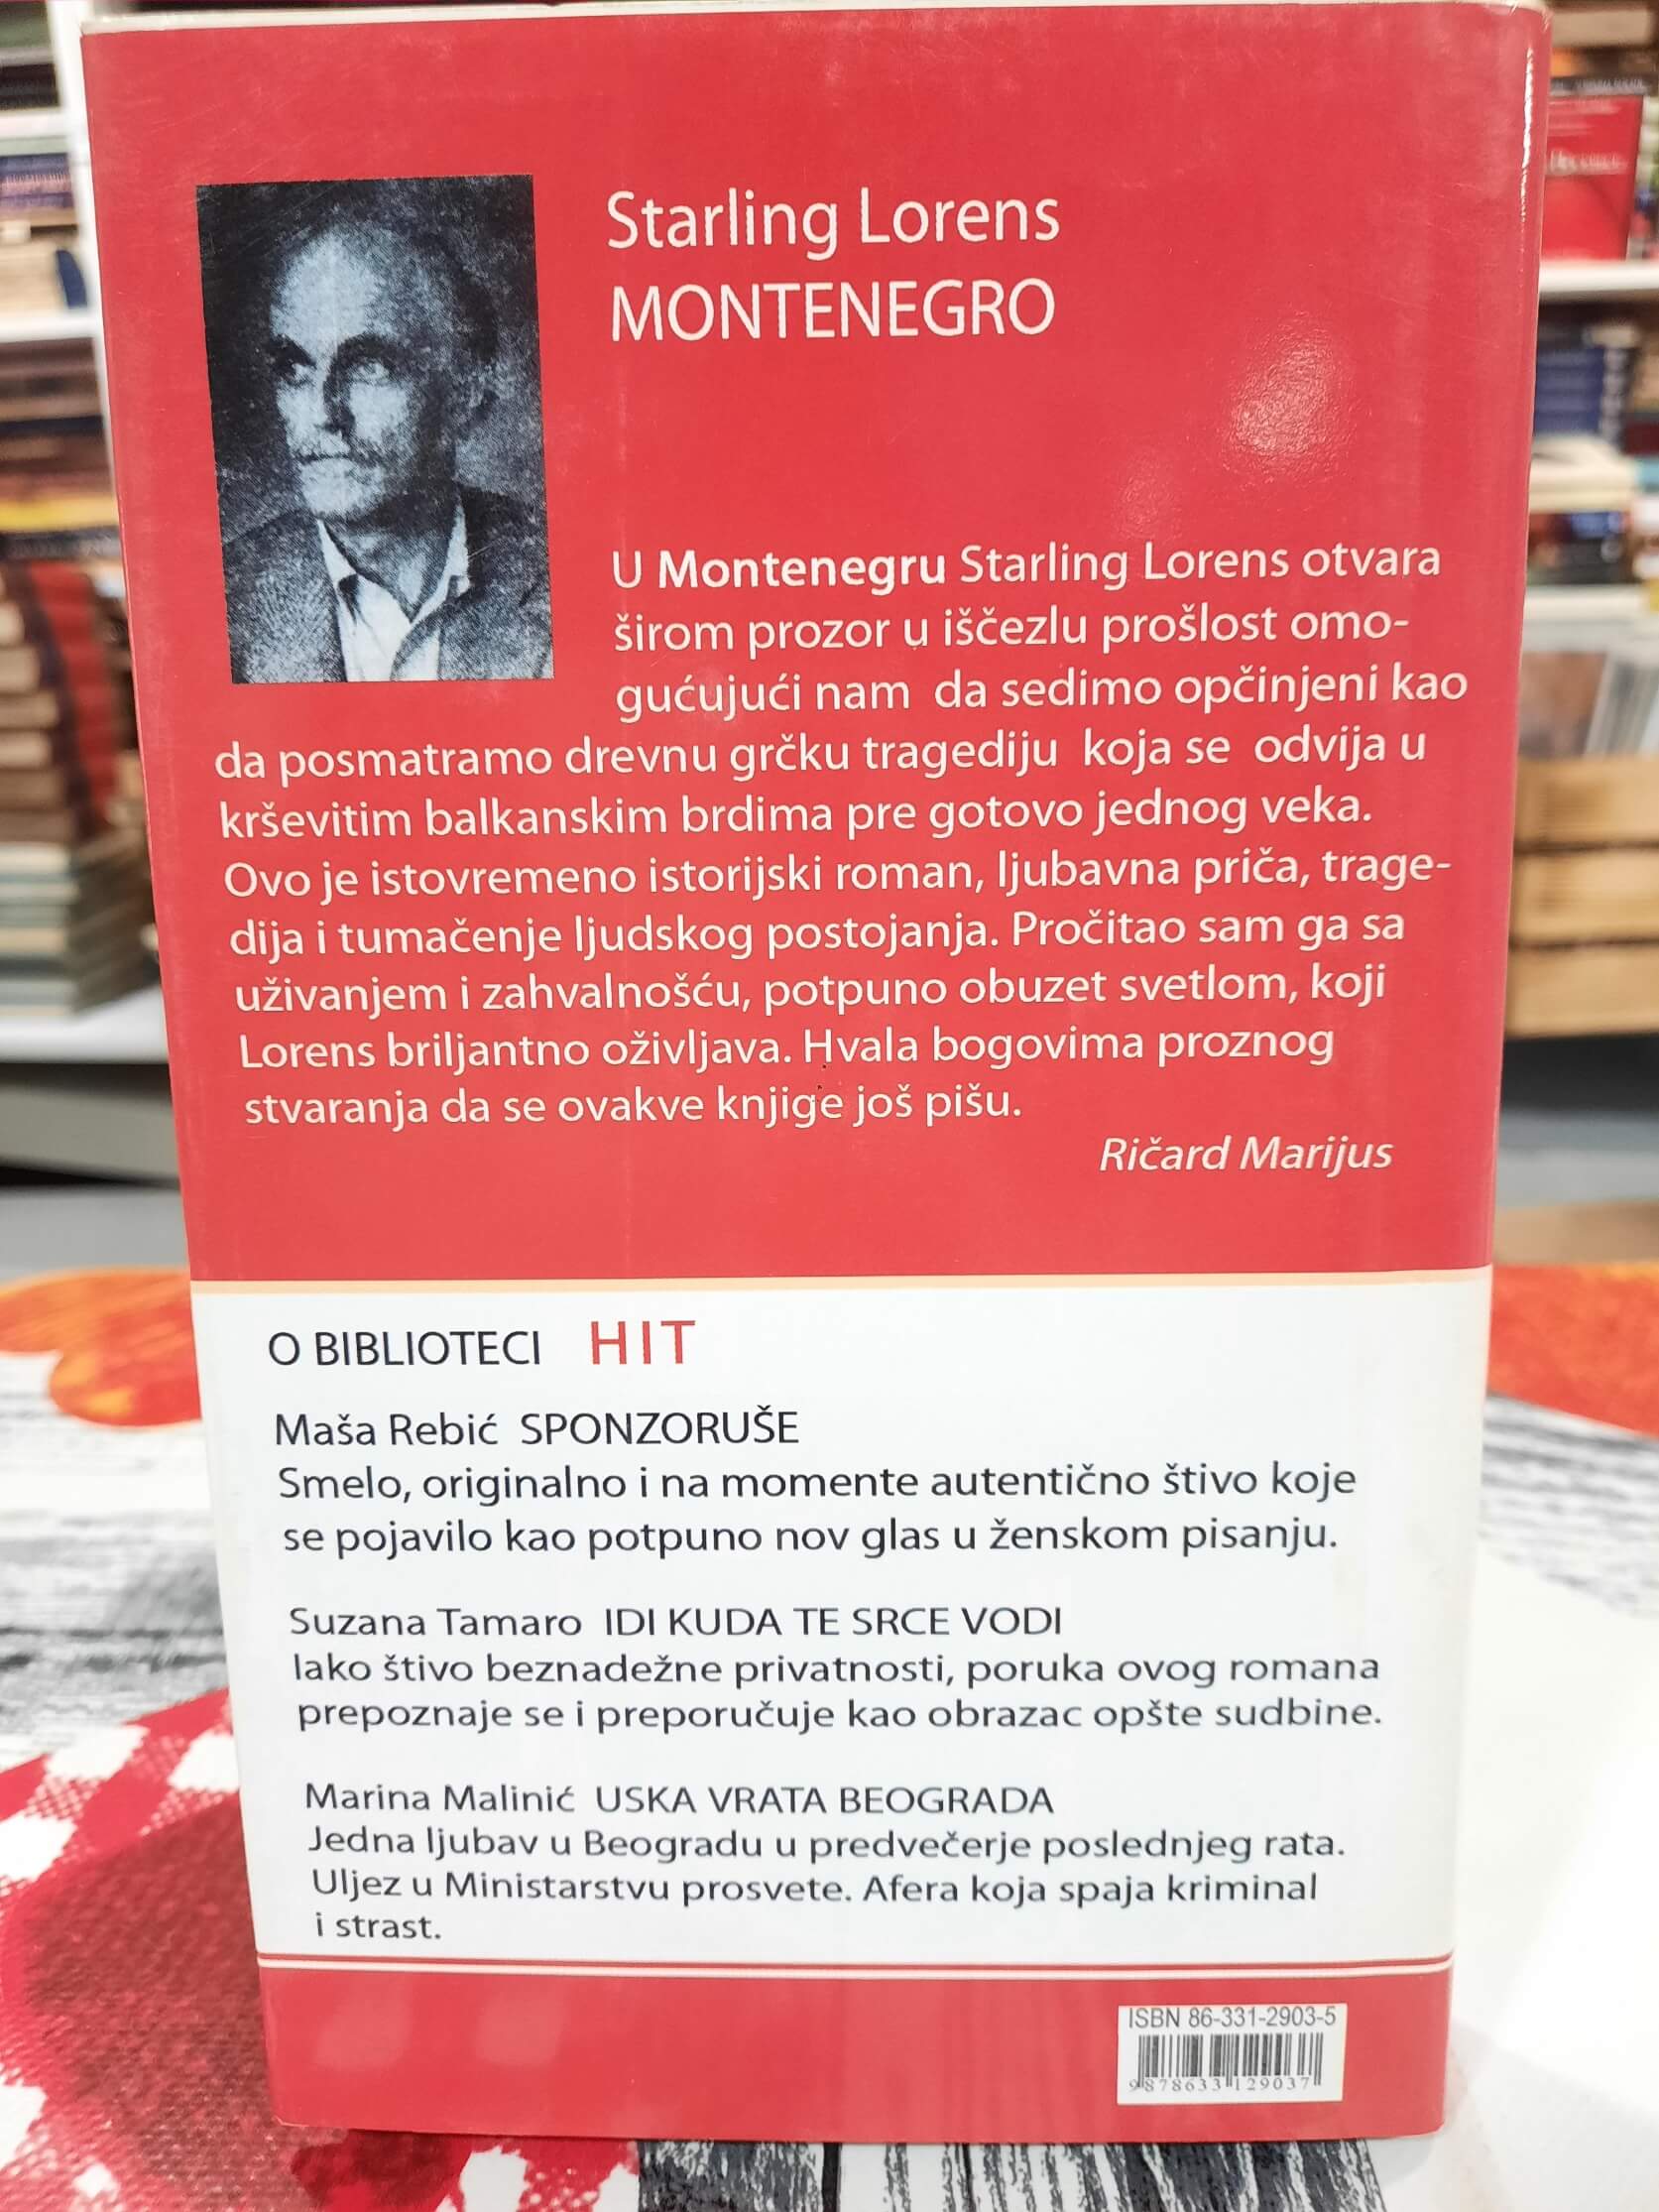 Starling Lorens
MONTENEGRO
U Montenegru Starling Lorens otvara
širom prozor u iščezlu prošlost omo-
gućujući nam da sedimo opčinjeni kao
da posmatramo drevnu grčku tragediju koja se odvija u
krševitim balkanskim brdima pre gotovo jednog veka.
Ovo je istovremeno istorijski roman, ljubavna priča, trage-
dija i tumačenje ljudskog postojanja. Pročitao sam ga sa
uživanjem i zahvalnošću, potpuno obuzet svetlom, koji
Lorens briljantno oživljava. Hvala bogovima proznog
stvaranja da se ovakve knjige još pišu.
Ričard Marijus
O BIBLIOTECI HIT
Maša Rebić SPONZORUŠE
Smelo, originalno i na momente autentično štivo koje
se pojavilo kao potpuno nov glas u ženskom pisanju.
Suzana Tamaro IDI KUDA TE SRCE VODI
Iako štivo beznadežne privatnosti, poruka ovog romana
prepoznaje se i preporučuje kao obrazac opšte sudbine.
Marina Malinić USKA VRATA BEOGRADA
Jedna ljubav u Beogradu u predvečerje poslednjeg rata.
Uljez u Ministarstvu prosvete. Afera koja spaja kriminal
i strast.
ISBN 86-331-2903-5
9 78633 129037